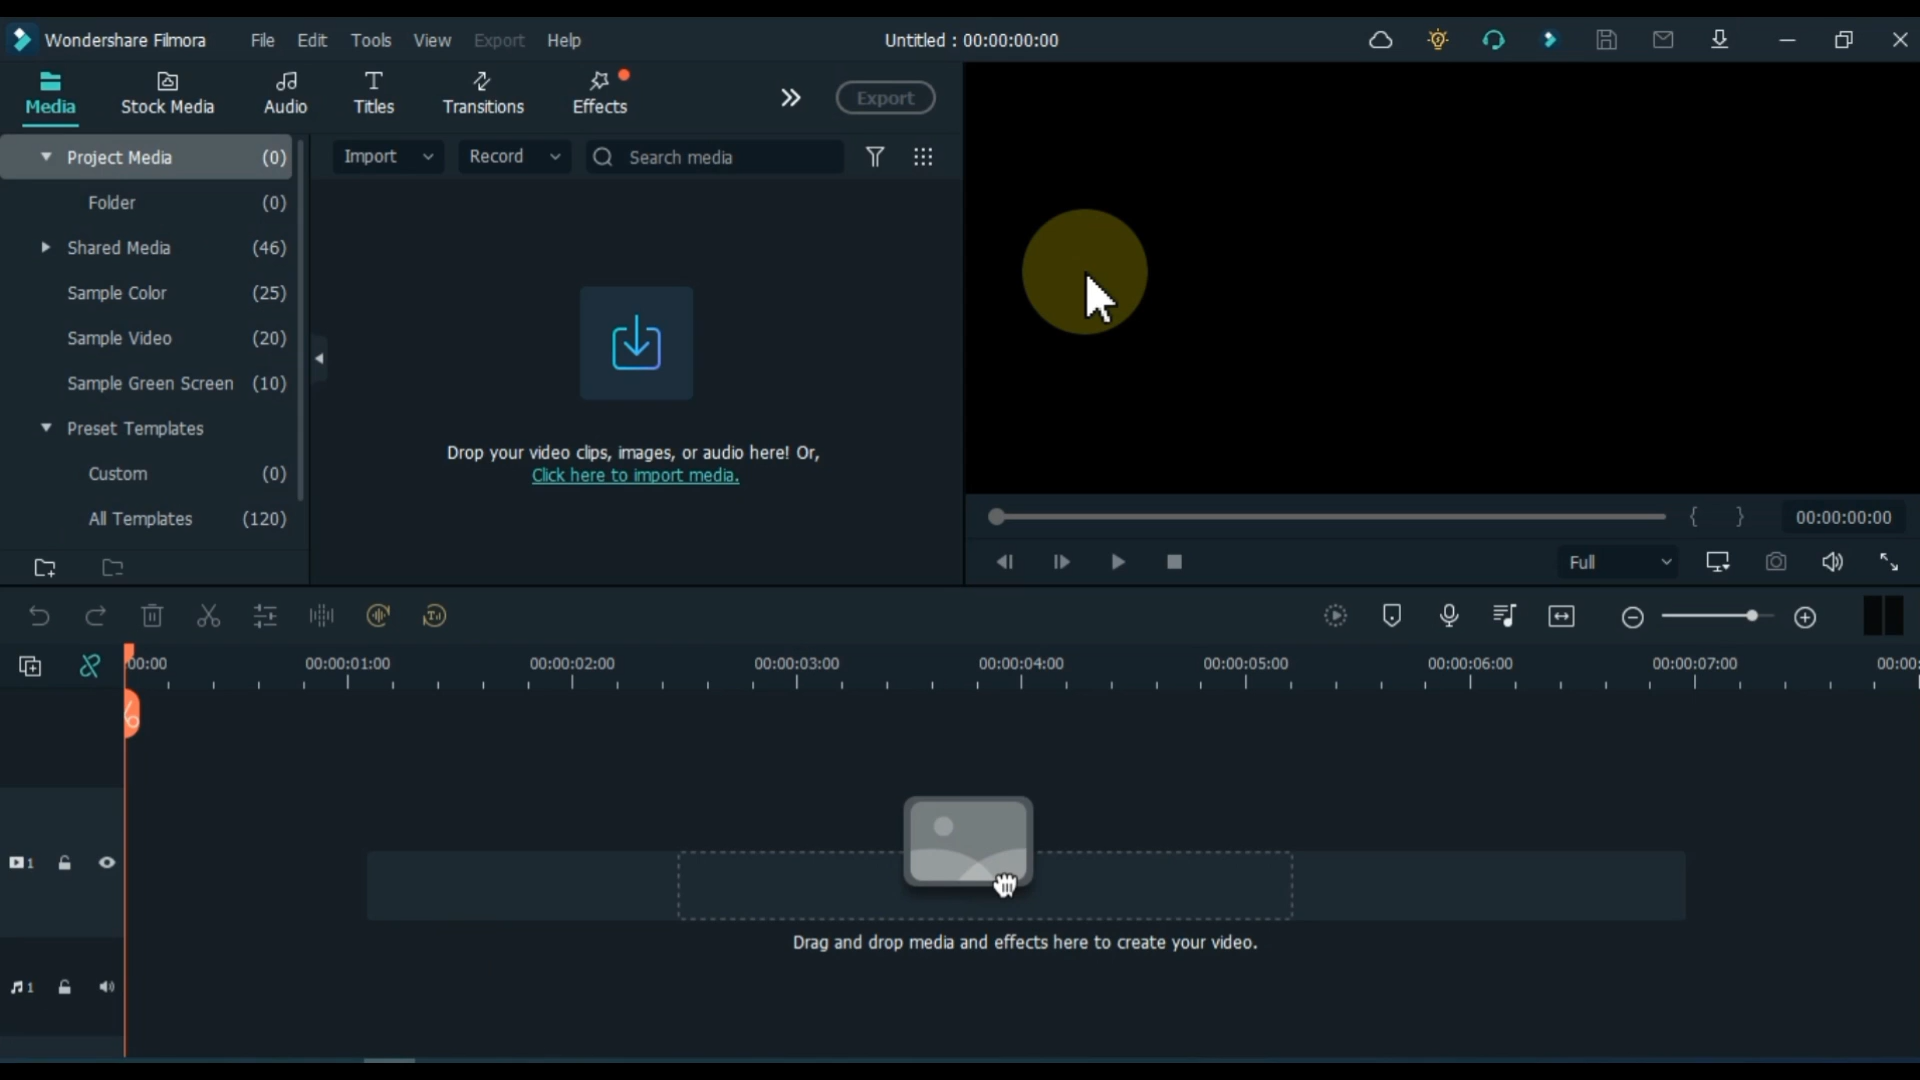 Wondershare Filmora File Edit Tools View Export Help Untitled : 00:00:00:00
Media Stock Media Audio Titles Transitions Effects Export
Project Media (0)
Folder (0)
Shared Media (46)
Sample Color (25)
Sample Video (20)
Sample Green Screen (10)
Preset Templates
Custom (0)
All Templates (120)
Import Record Search media
Drop your video clips, images, or audio here! Or,
Click here to import media.
{ } 00:00:00:00
Full
00:00 00:00:01:00 00:00:02:00 00:00:03:00 00:00:04:00 00:00:05:00 00:00:06:00 00:00:07:00 00:00:
1
Drag and drop media and effects here to create your video.
1